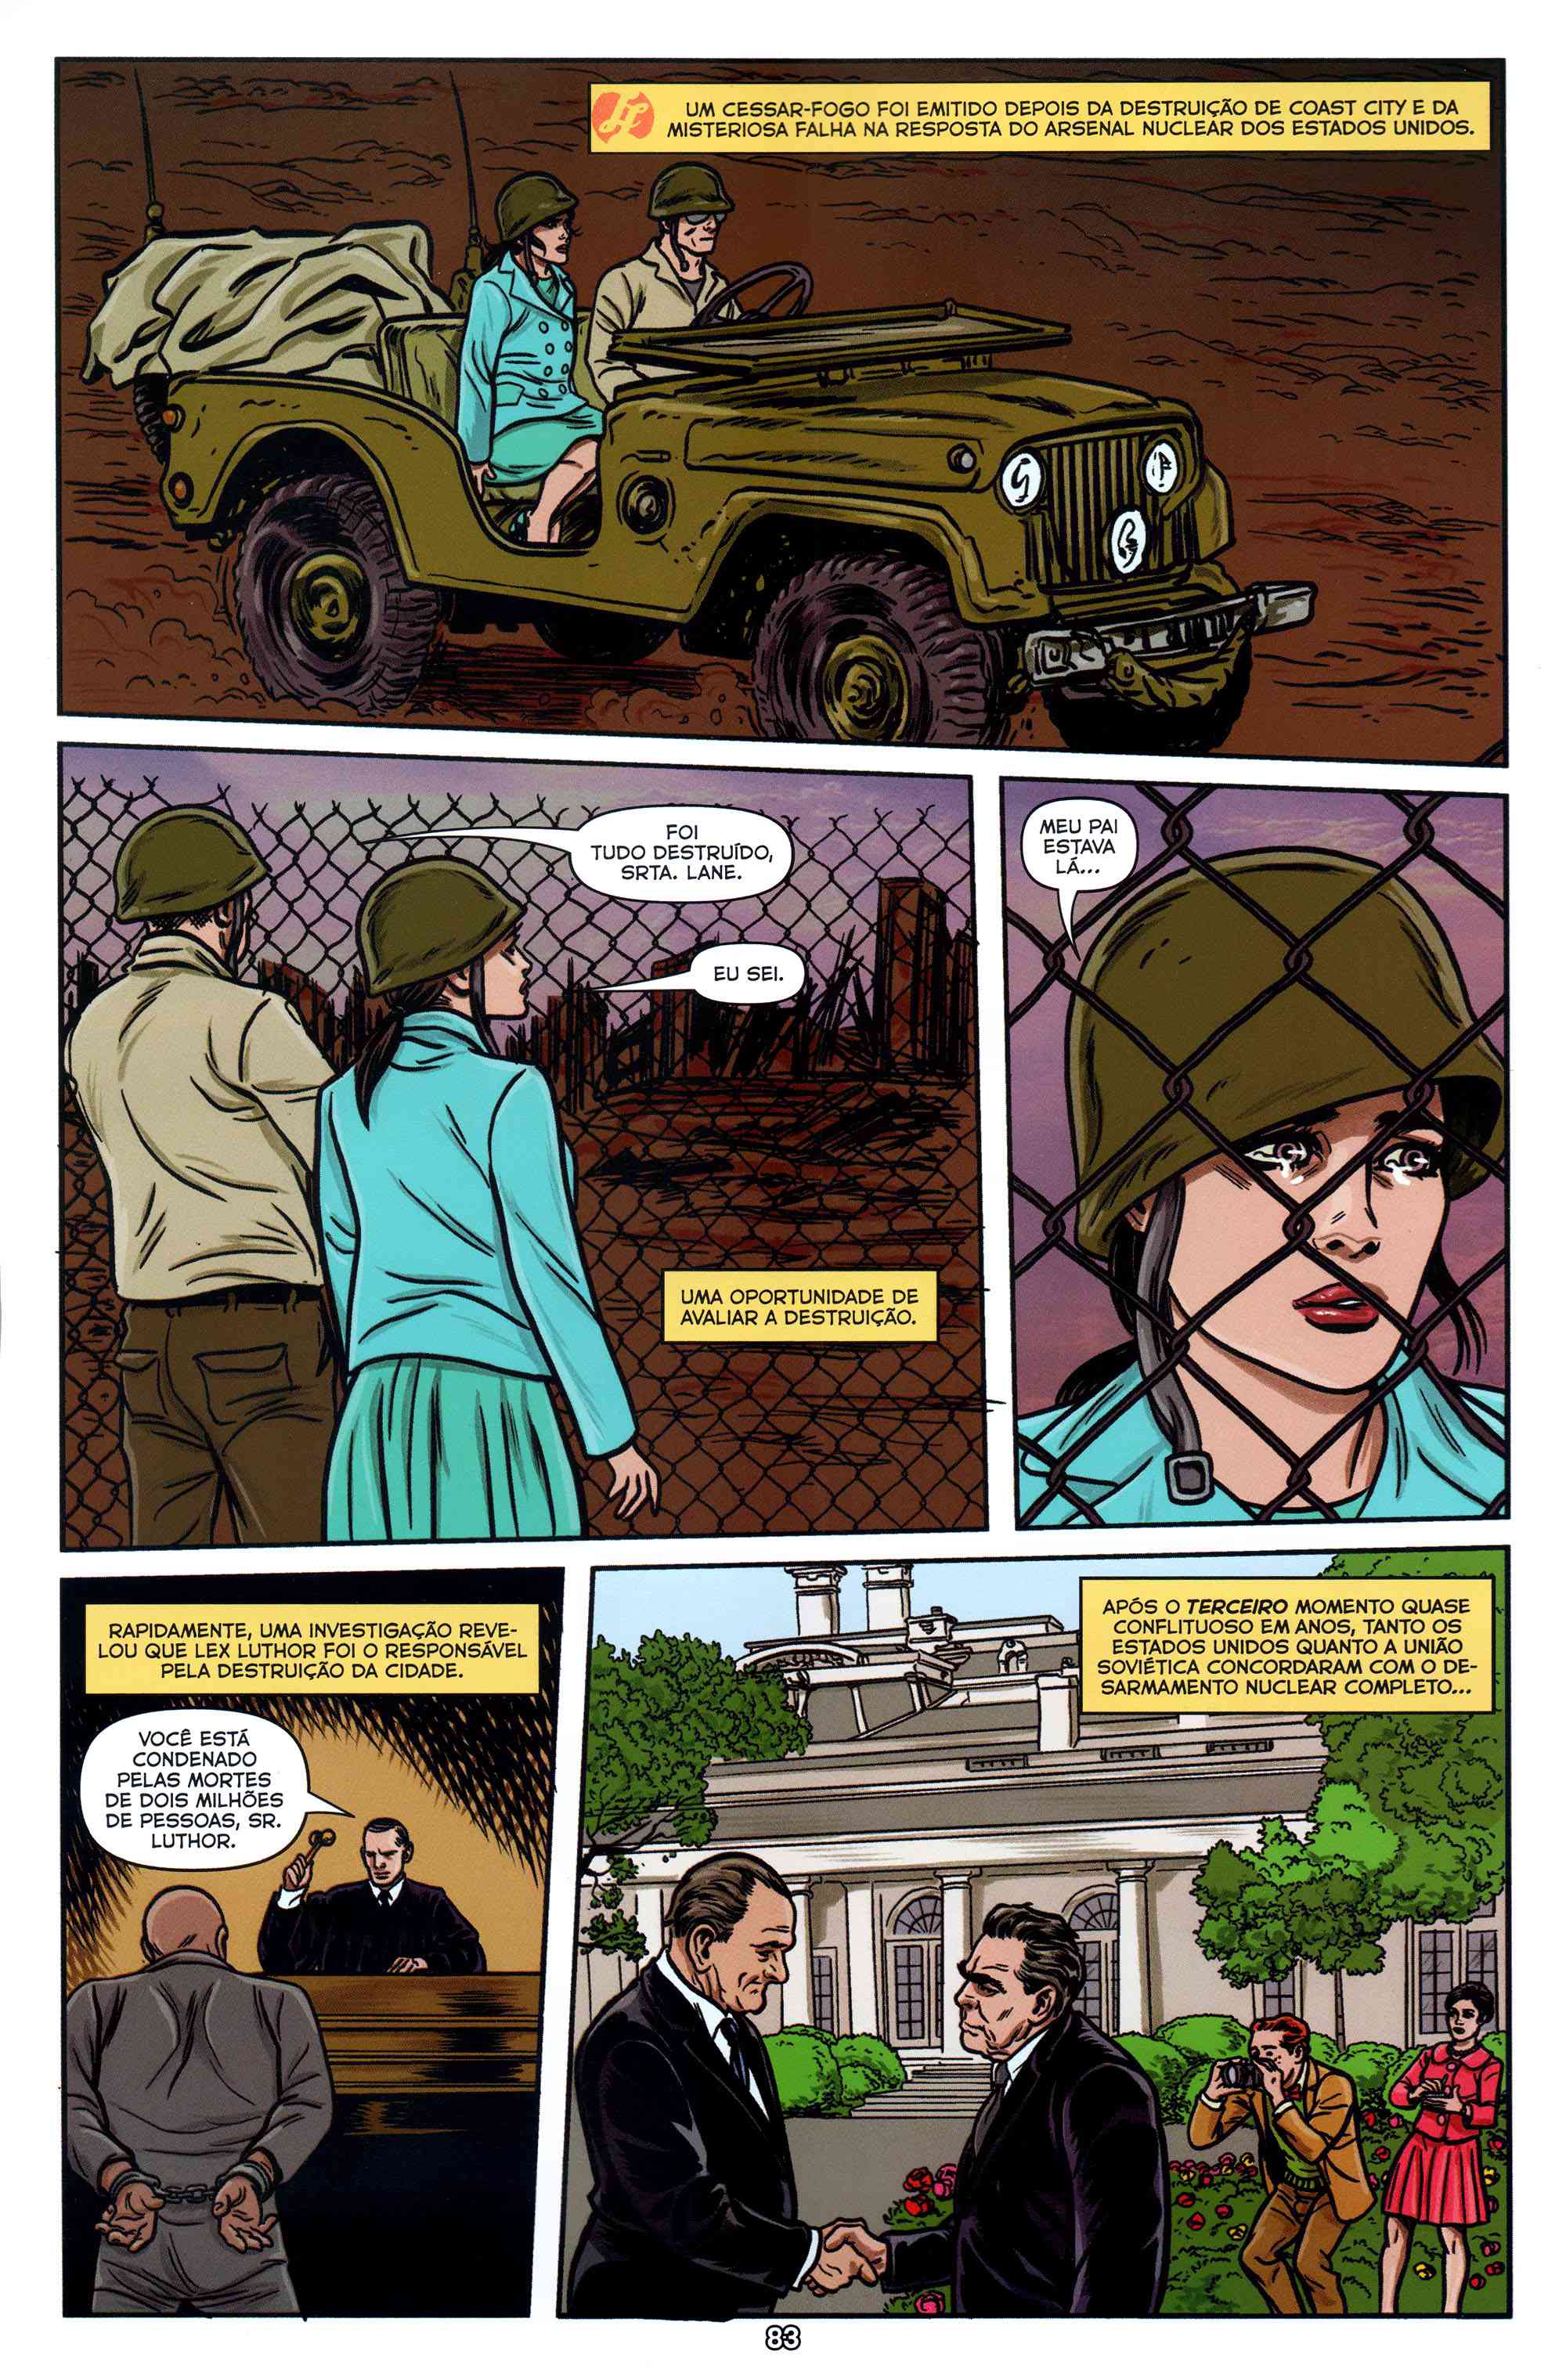 UM CESSAR-FOGO FOI EMITIDO DEPOIS DA DESTRUIÇÃO DE COAST CITY E DA
MISTERIOSA FALHA NA RESPOSTA DO ARSENAL NUCLEAR DOS ESTADOS UNIDOS.
FOI
TUDO DESTRUÍDO,
SRTA. LANE.
EU SEI.
UMA OPORTUNIDADE DE
AVALIAR A DESTRUIÇÃO.
MEU PAI
ESTAVA
LÁ...
RAPIDAMENTE, UMA INVESTIGAÇÃO REVE-
LOU QUE LEX LUTHOR FOI O RESPONSÁVEL
PELA DESTRUIÇÃO DA CIDADE.
VOCÊ ESTÁ
CONDENADO
PELAS MORTES
DE DOIS MILHÕES
DE PESSOAS, SR.
LUTHOR.
APÓS O TERCEIRO MOMENTO QUASE
CONFLITUOSO EM ANOS, TANTO OS
ESTADOS UNIDOS QUANTO A UNIÃO
SOVIÉTICA CONCORDARAM COM O DE-
SARMAMENTO NUCLEAR COMPLETO...
83